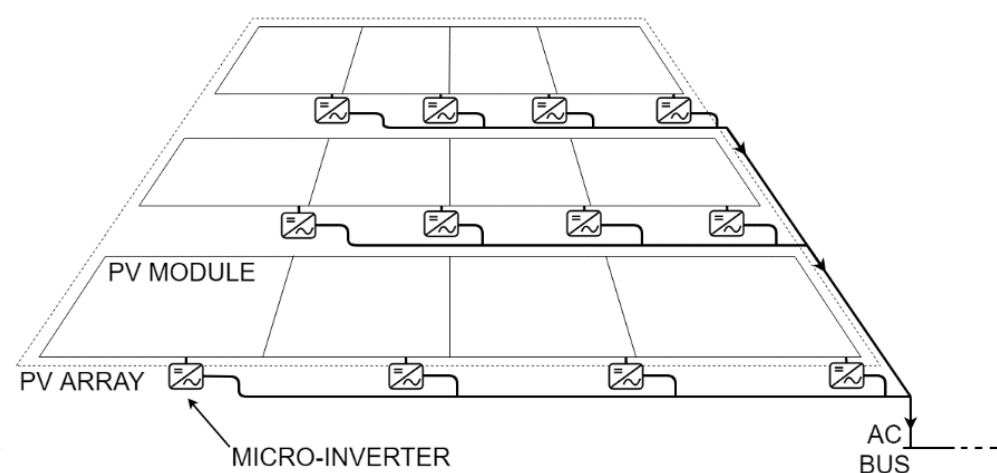 PV MODULE
PV ARRAY
MICRO-INVERTER
AC
BUS